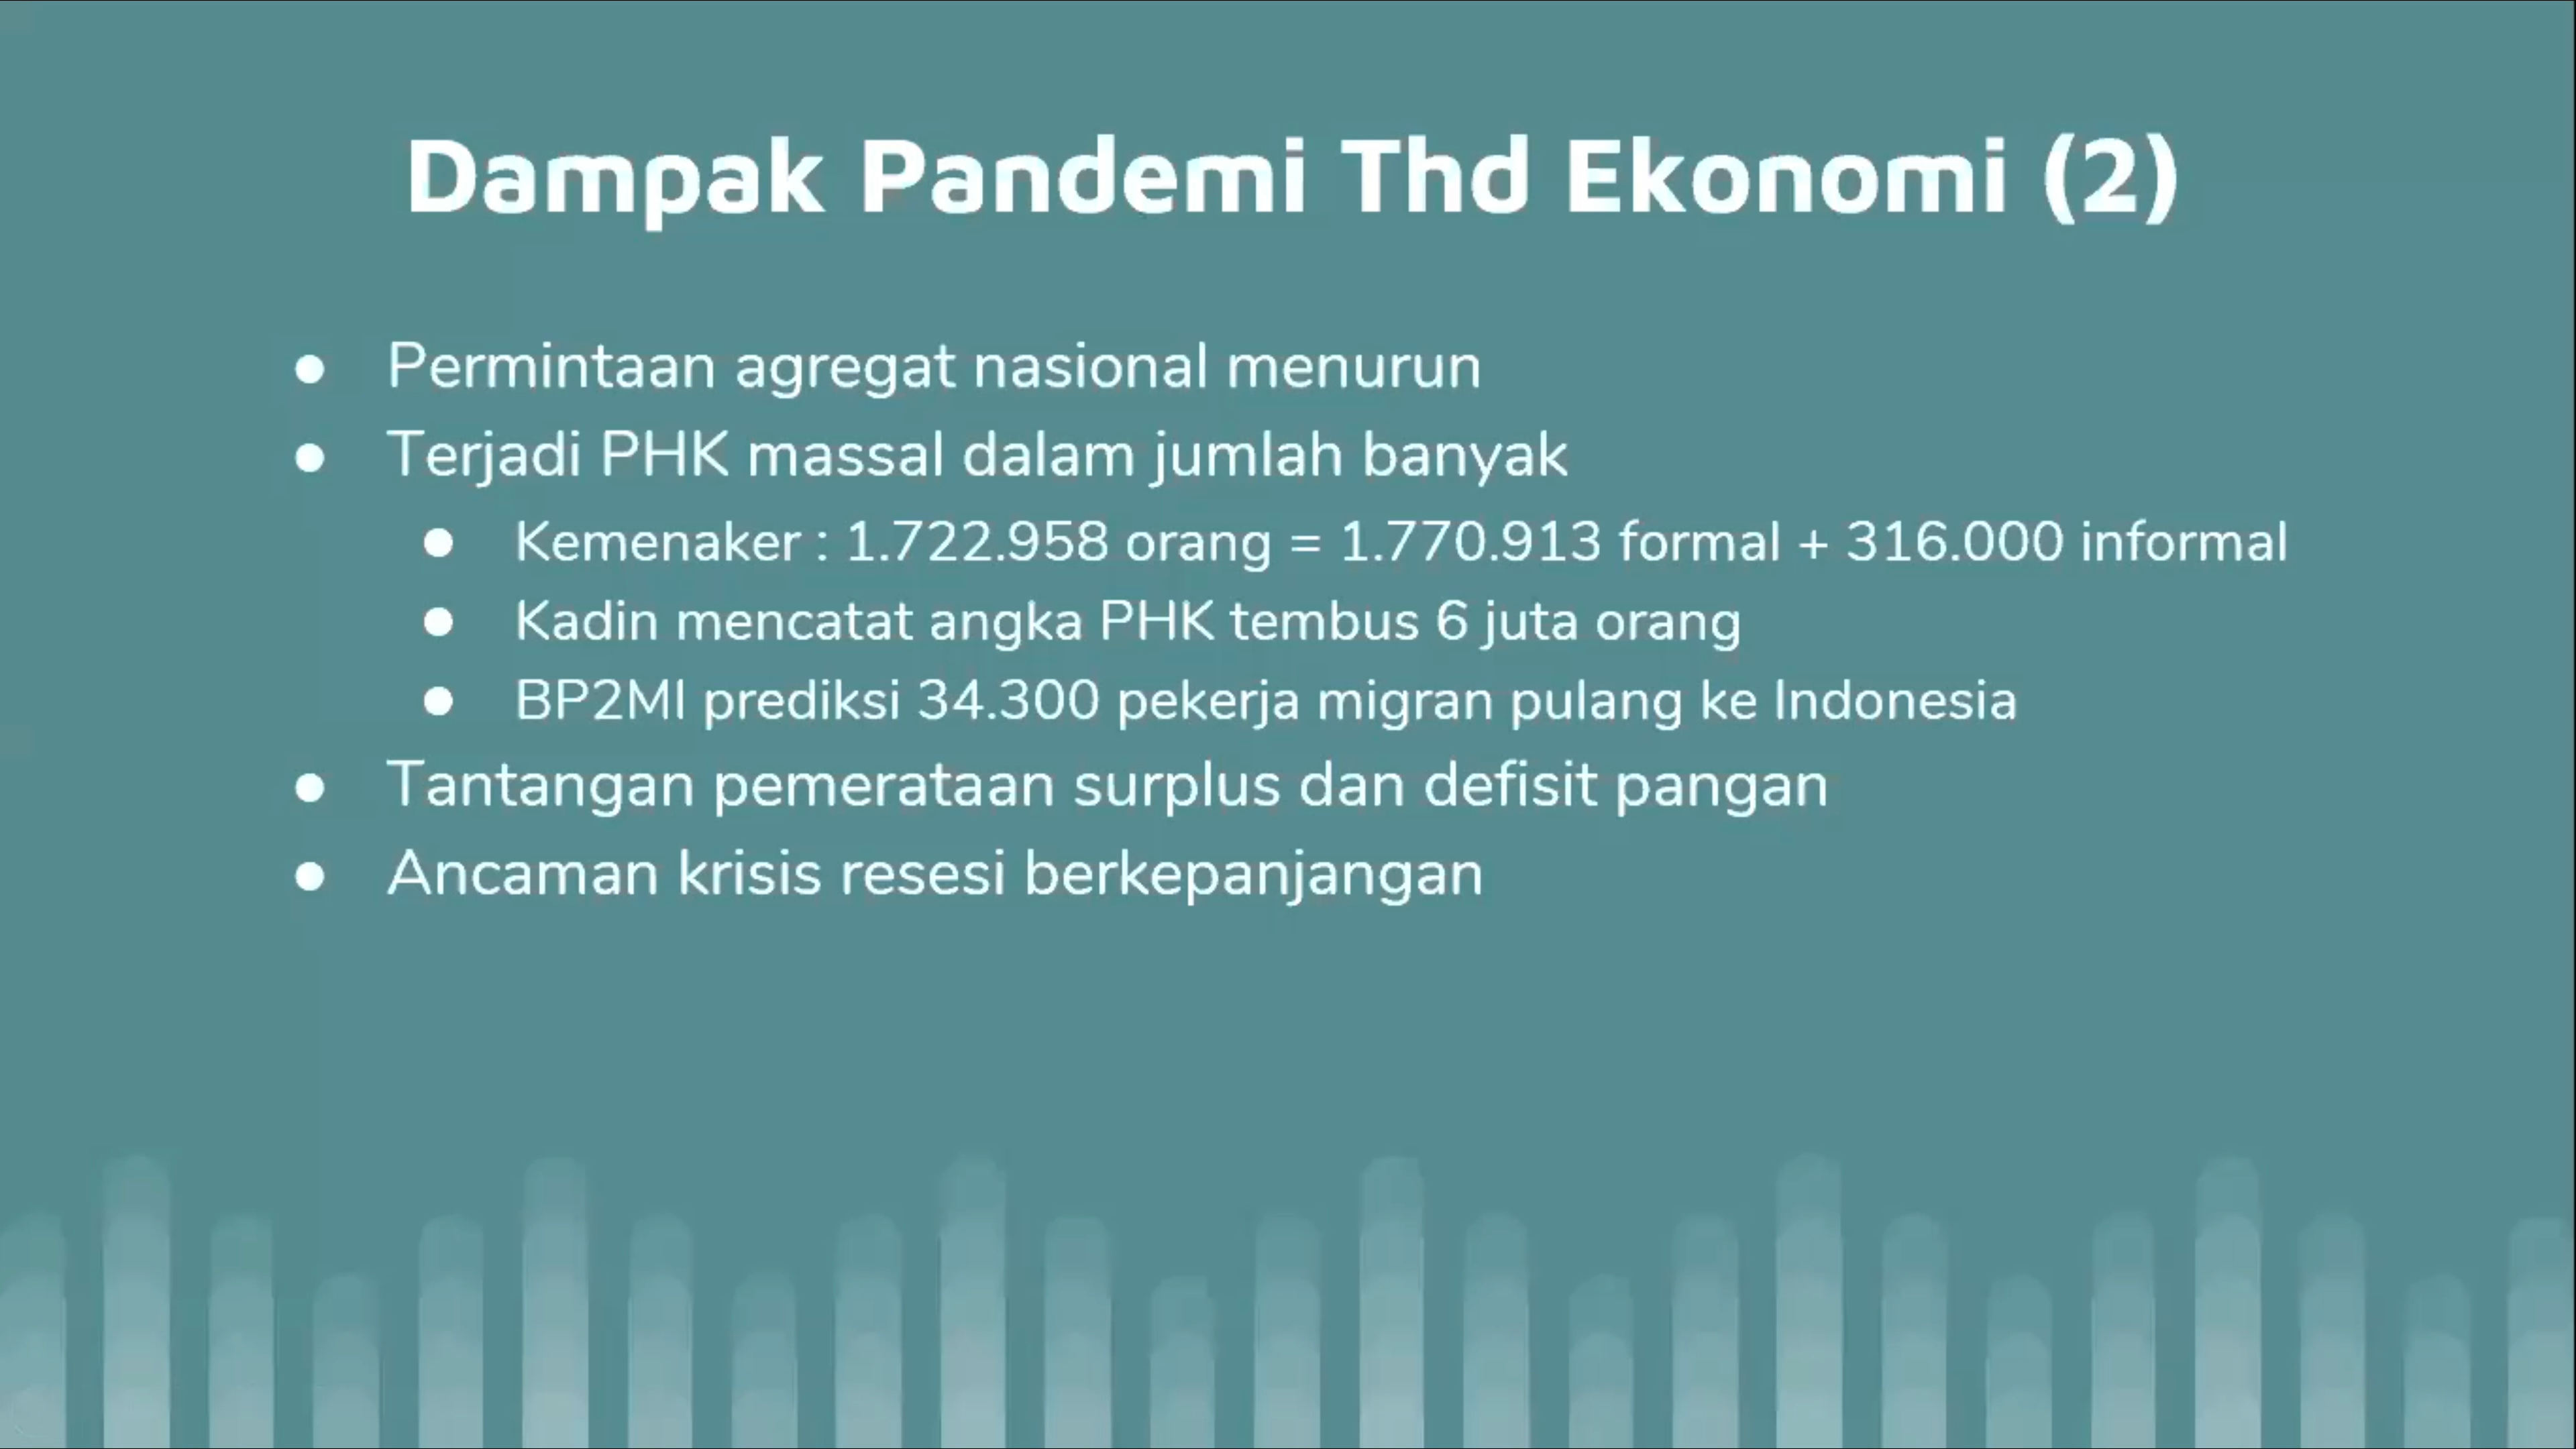 Dampak Pandemi Thd Ekonomi (2)
● Permintaan agregat nasional menurun
● Terjadi PHK massal dalam jumlah banyak
● Kemenaker : 1.722.958 orang = 1.770.913 formal + 316.000 informal
● Kadin mencatat angka PHK tembus 6 juta orang
● BP2MI prediksi 34.300 pekerja migran pulang ke Indonesia
● Tantangan pemerataan surplus dan defisit pangan
● Ancaman krisis resesi berkepanjangan